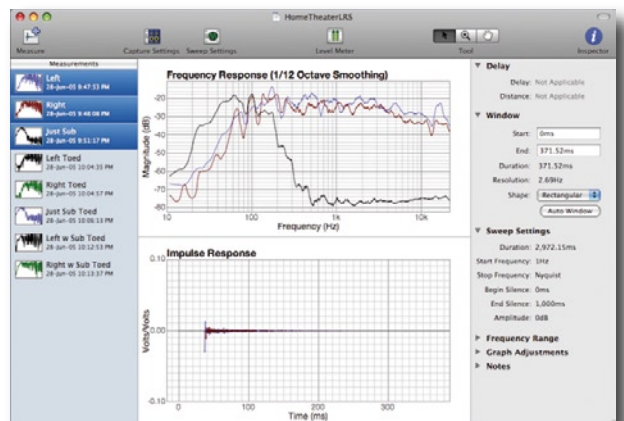 HomeTheaterLRS
Measure
Capture Settings
Sweep Settings
Level Meter
Tool
Inspector
Measurements
Left
28-Jun-05 9:47:53 PM
Right
28-Jun-05 9:48:08 PM
Just Sub
28-Jun-05 9:51:17 PM
Left Toed
28-Jun-05 10:04:35 PM
Right Toed
28-Jun-05 10:04:57 PM
Just Sub Toed
28-Jun-05 10:06:13 PM
Left w Sub Toed
28-Jun-05 10:12:53 PM
Right w Sub Toed
28-Jun-05 10:13:37 PM
Frequency Response (1/12 Octave Smoothing)
Magnitude (dB)
-20
-30
-40
-50
-60
-70
-80
10
100
1k
10k
Frequency (Hz)
Impulse Response
Volts/Volts
0.10
0.00
-0.10
0
100
200
300
Time (ms)
Delay
Delay: Not Applicable
Distance: Not Applicable
Window
Start: 0ms
End: 371.52ms
Duration: 371.52ms
Resolution: 2.69Hz
Shape: Rectangular
Auto Window
Sweep Settings
Duration: 2,972.15ms
Start Frequency: 1Hz
Stop Frequency: Nyquist
Begin Silence: 0ms
End Silence: 1,000ms
Amplitude: 0dB
Frequency Range
Graph Adjustments
Notes